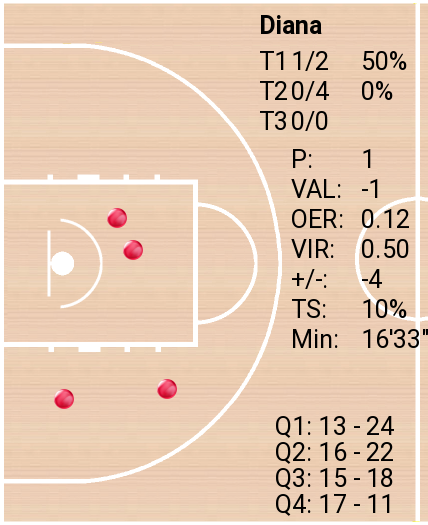 Diana
T1 1/2 50%
T2 0/4 0%
T3 0/0
P: 1
VAL: -1
OER: 0.12
VIR: 0.50
+/-: -4
TS: 10%
Min: 16'33"
Q1: 13 - 24
Q2: 16 - 22
Q3: 15 - 18
Q4: 17 - 11